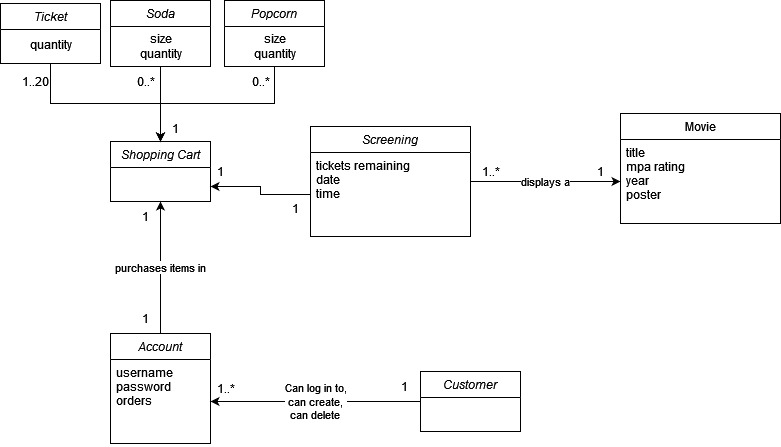 Ticket
quantity
Soda
size
quantity
Popcorn
size
quantity
1..20
0..*
0..*
1
Shopping Cart
1
1
1
Screening
tickets remaining
date
time
1..*
displays a
1
Movie
title
mpa rating
year
poster
purchases items in
1
Account
username
password
orders
1..*
Can log in to,
can create,
can delete
1
Customer